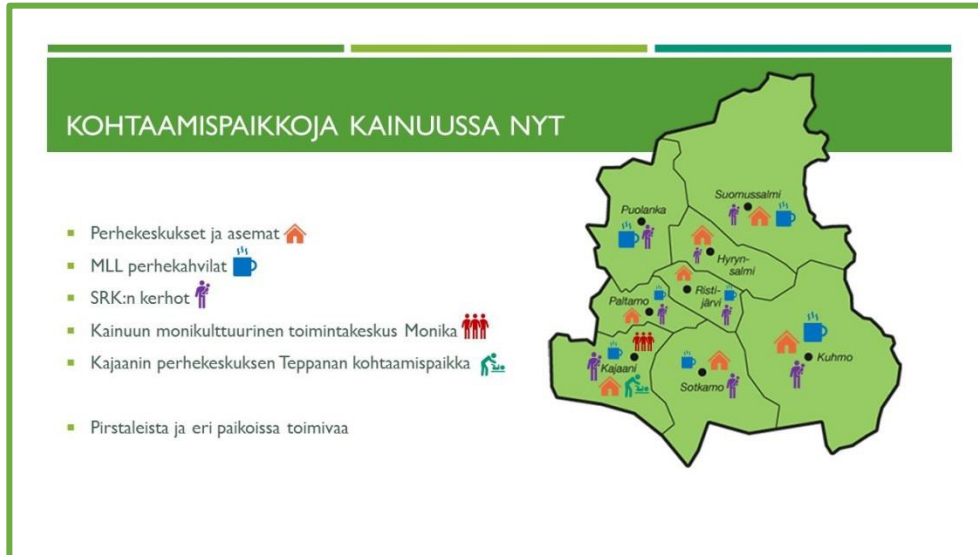 KOHTAAMISPAIKKOJA KAINUUSSA NYT
Perhekeskukset ja asemat
MLL perhekahvilat
SRK:n kerhot
Kainuun monikulttuurinen toimintakeskus Monika
Kajaanin perhekeskuksen Teppanan kohtaamispaikka
Pirstaleista ja eri paikoissa toimivaa
Suomussalmi
Puolanka
Hyryn-
salmi
Risti-
järvi
Paltamo
Kajaani
Sotkamo
Kuhmo